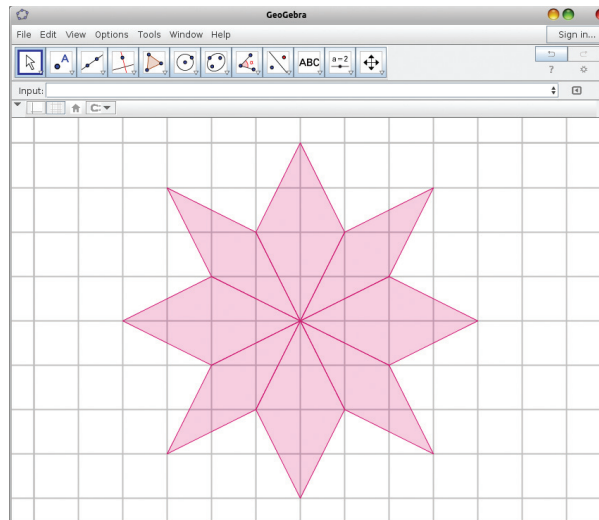 GeoGebra
File Edit View Options Tools Window Help
Sign in...
A
ABC
a=2
?
Input: